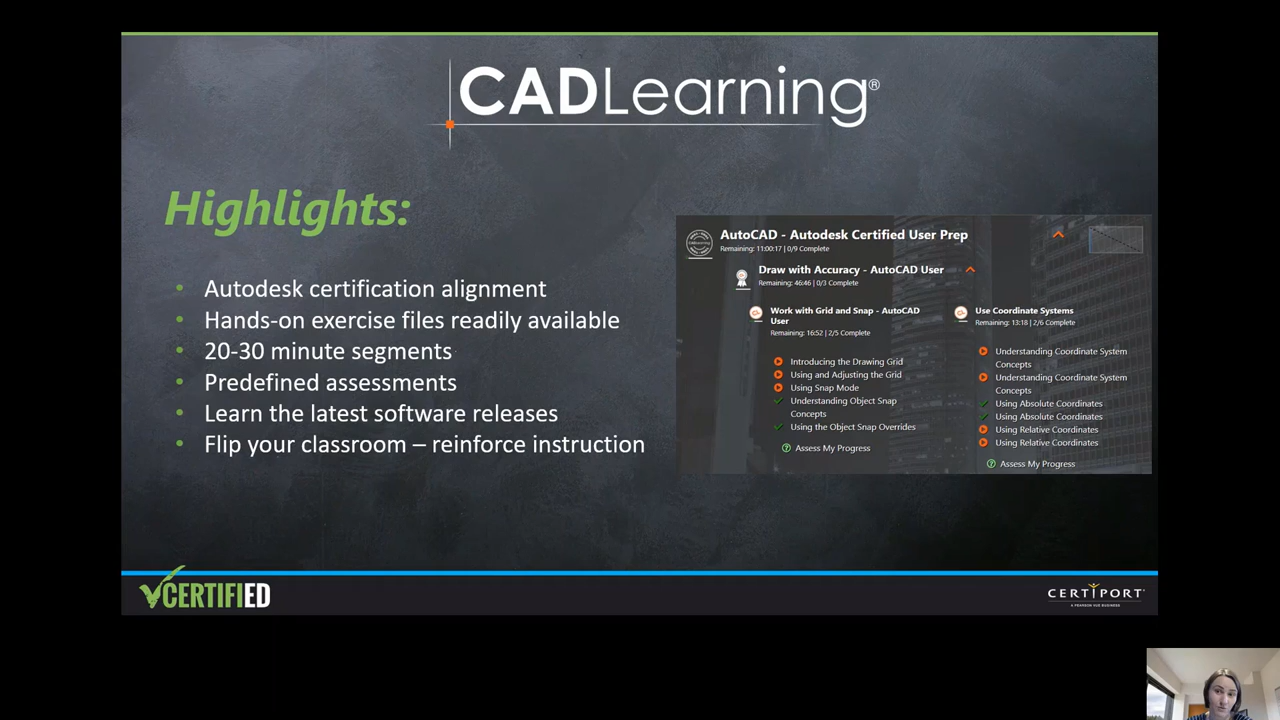 CADLearning®
Highlights:
• Autodesk certification alignment
• Hands-on exercise files readily available
• 20-30 minute segments
• Predefined assessments
• Learn the latest software releases
• Flip your classroom – reinforce instruction
AutoCAD - Autodesk Certified User Prep
Remaining: 11:00:17 | 0/9 Complete
Draw with Accuracy - AutoCAD User
Remaining: 46:46 | 0/3 Complete
Work with Grid and Snap - AutoCAD
User
Remaining: 16:52 | 2/5 Complete
Introducing the Drawing Grid
Using and Adjusting the Grid
Using Snap Mode
Understanding Object Snap
Concepts
Using the Object Snap Overrides
Assess My Progress
Use Coordinate Systems
Remaining: 13:18 | 2/6 Complete
Understanding Coordinate System
Concepts
Understanding Coordinate System
Concepts
Using Absolute Coordinates
Using Absolute Coordinates
Using Relative Coordinates
Using Relative Coordinates
Assess My Progress
CERTIFIED
CERTIPORT
A PEARSON VUE BUSINESS